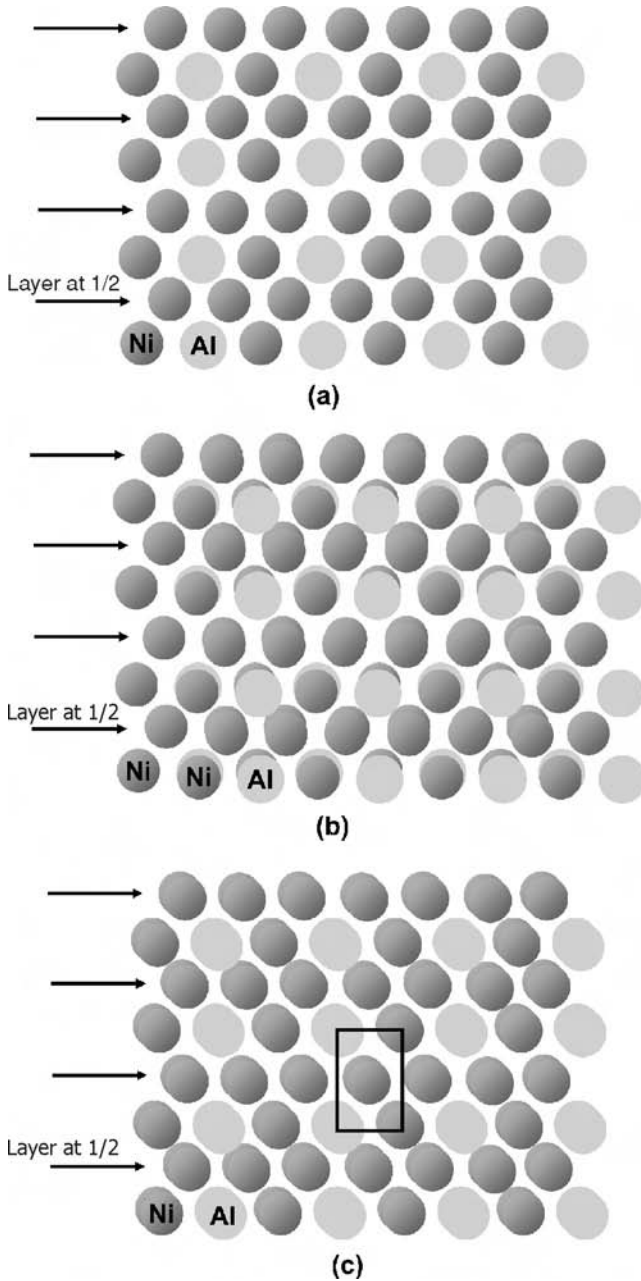 Layer at 1/2
Ni Al
(a)
Layer at 1/2
Ni Ni Al
(b)
Layer at 1/2
Ni Al
(c)